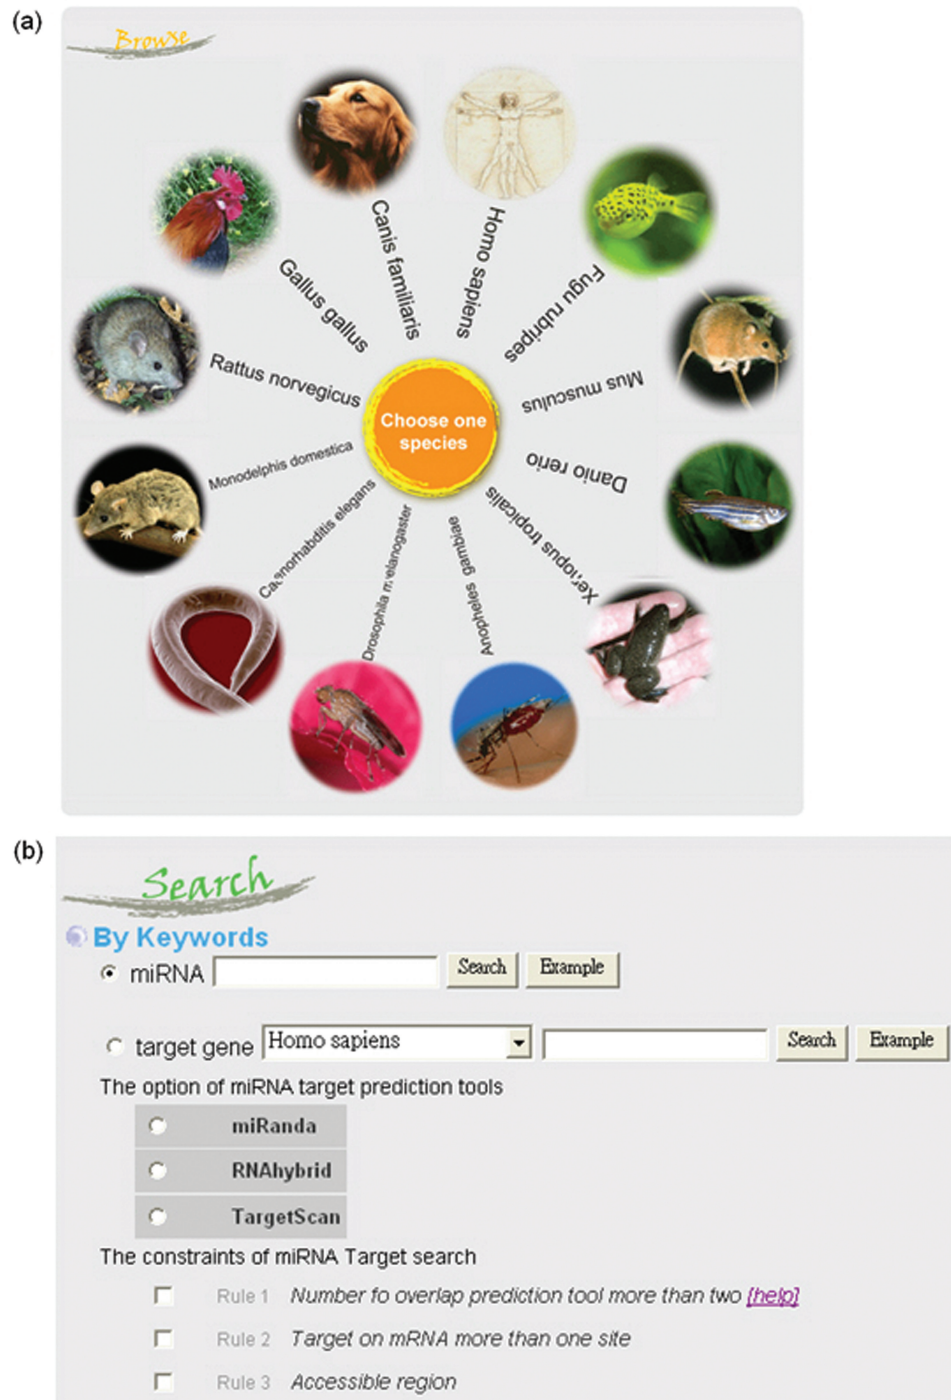 (a)
Browse
Canis familiaris
Homo sapiens
Gallus gallus
Fugu rubripes
Rattus norvegicus
Mus musculus
Choose one
species
Monodelphis domestica
Danio rerio
Caenorhabditis elegans
Xenopus tropicalis
Drosophila melanogaster
Anopheles gambiae
(b)
Search
By Keywords
miRNA Search Example
target gene Homo sapiens Search Example
The option of miRNA target prediction tools
miRanda
RNAhybrid
TargetScan
The constraints of miRNA Target search
Rule 1 Number fo overlap prediction tool more than two [help]
Rule 2 Target on mRNA more than one site
Rule 3 Accessible region